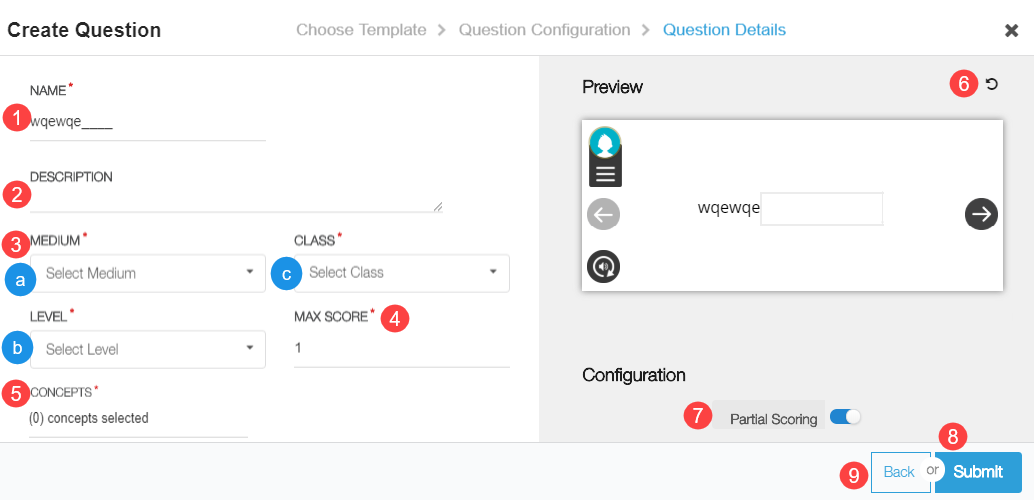 Create Question
Choose Template > Question Configuration > Question Details
NAME*
1 wqewqe____
DESCRIPTION
2
3 MEDIUM*
a Select Medium
CLASS*
c Select Class
LEVEL*
b Select Level
MAX SCORE* 4
1
5 CONCEPTS*
(0) concepts selected
Preview 6
wqewqe
Configuration
7 Partial Scoring
8
9 Back or Submit